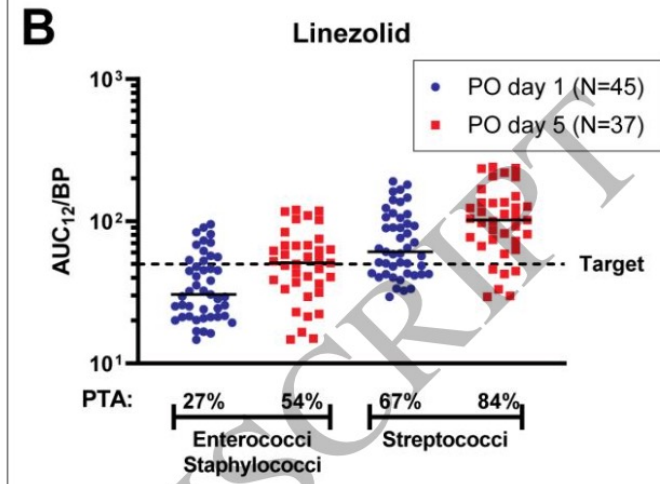 B
Linezolid
PO day 1 (N=45)
PO day 5 (N=37)
AUC₁₂/BP
10³
10²
10¹
Target
PTA: 27% 54% 67% 84%
Enterococci
Staphylococci
Streptococci
SCRIPT